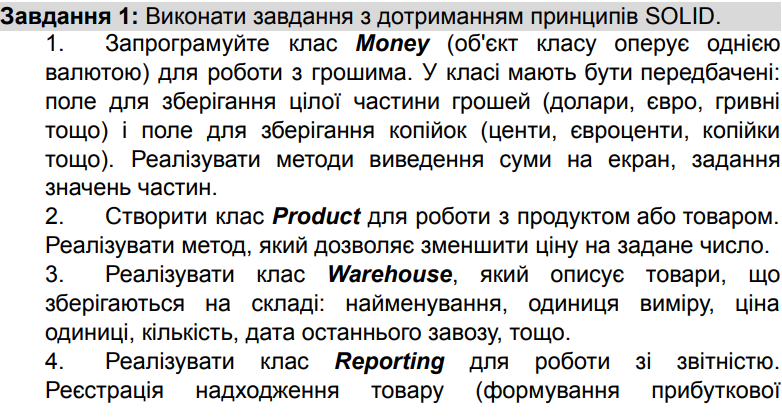 Завдання 1: Виконати завдання з дотриманням принципів SOLID.
1. Запрограмуйте клас Money (об'єкт класу оперує однією
валютою) для роботи з грошима. У класі мають бути передбачені:
поле для зберігання цілої частини грошей (долари, євро, гривні
тощо) і поле для зберігання копійок (центи, євроценти, копійки
тощо). Реалізувати методи виведення суми на екран, задання
значень частин.
2. Створити клас Product для роботи з продуктом або товаром.
Реалізувати метод, який дозволяє зменшити ціну на задане число.
3. Реалізувати клас Warehouse, який описує товари, що
зберігаються на складі: найменування, одиниця виміру, ціна
одиниці, кількість, дата останнього завозу, тощо.
4. Реалізувати клас Reporting для роботи зі звітністю.
Реєстрація надходження товару (формування прибуткової